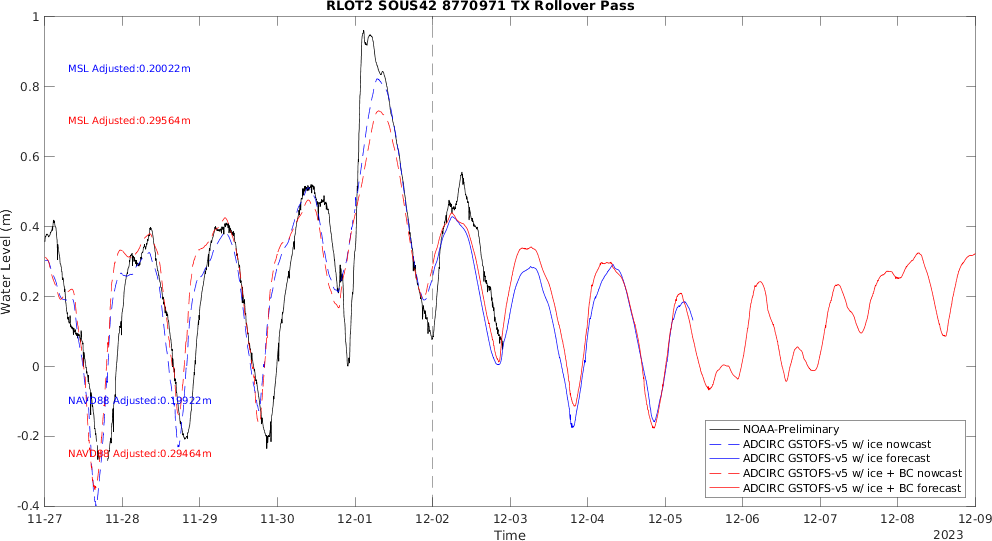 RLOT2 SOUS42 8770971 TX Rollover Pass
1
0.8
0.6
0.4
0.2
0
-0.2
-0.4
Water Level (m)
MSL Adjusted:0.20022m
MSL Adjusted:0.29564m
NAVD88 Adjusted:0.19922m
NAVD88 Adjusted:0.29464m
NOAA-Preliminary
ADCIRC GSTOFS-v5 w/ ice nowcast
ADCIRC GSTOFS-v5 w/ ice forecast
ADCIRC GSTOFS-v5 w/ ice + BC nowcast
ADCIRC GSTOFS-v5 w/ ice + BC forecast
11-27 11-28 11-29 11-30 12-01 12-02 12-03 12-04 12-05 12-06 12-07 12-08 12-09
Time
2023